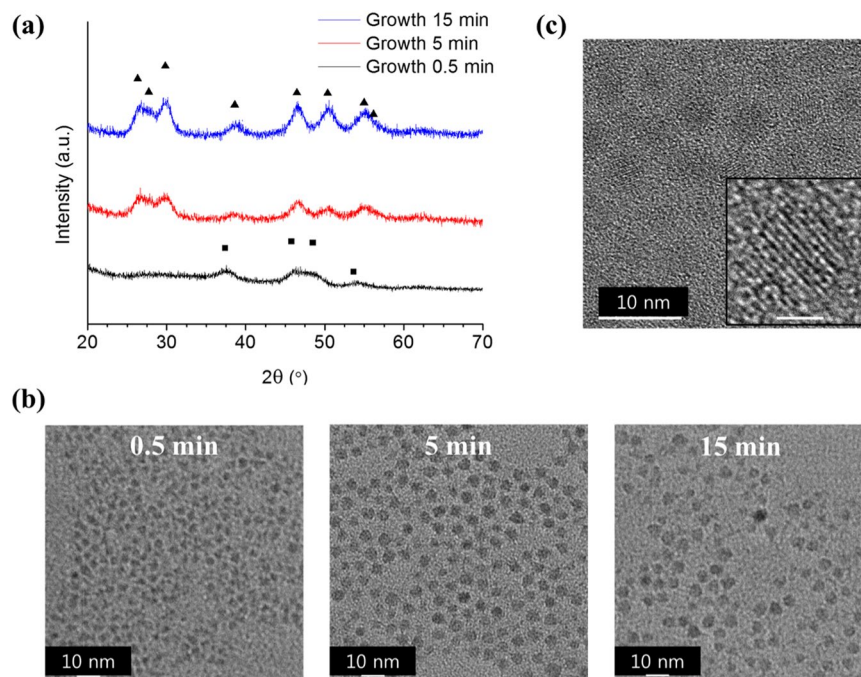 (a)
Growth 15 min
Growth 5 min
Growth 0.5 min
Intensity (a.u.)
20 30 40 50 60 70
2θ (°)
(c)
10 nm
(b)
0.5 min
5 min
15 min
10 nm
10 nm
10 nm